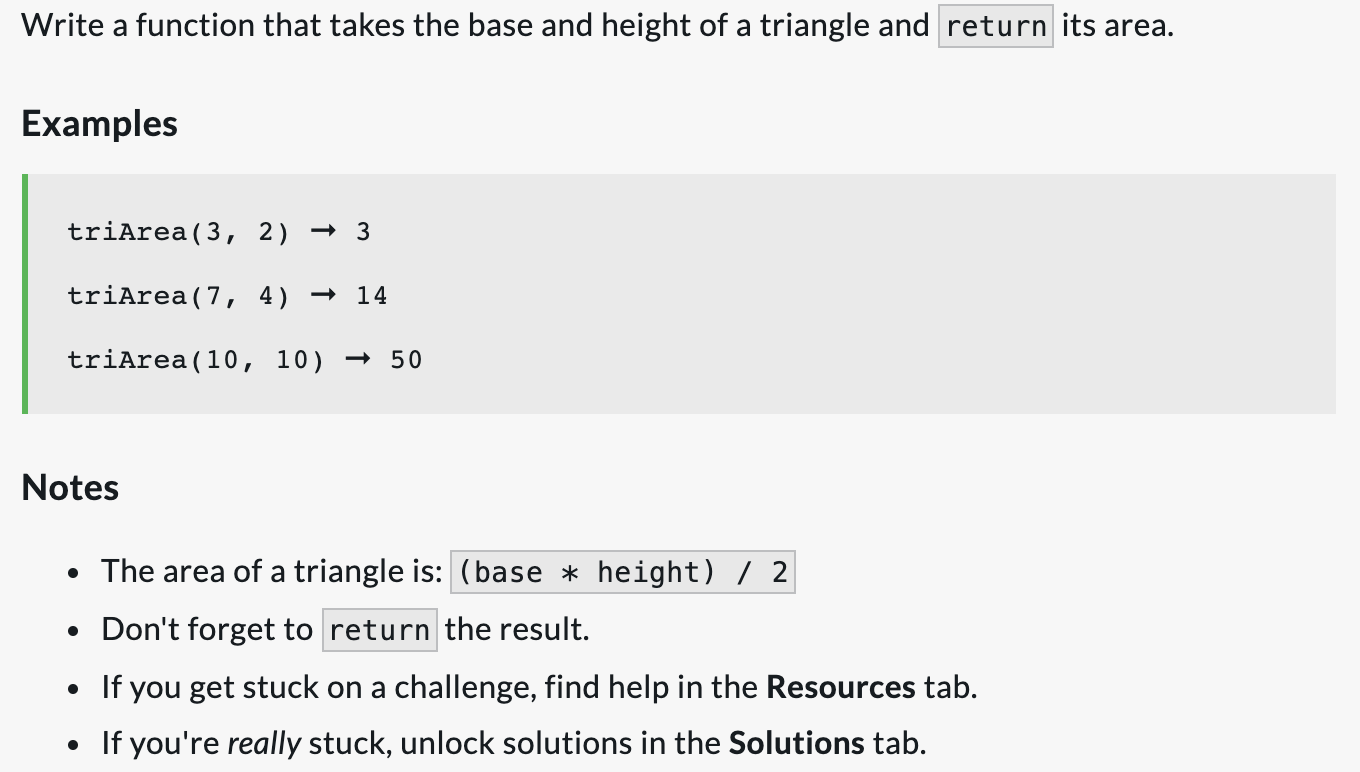 Write a function that takes the base and height of a triangle and return its area.
Examples
triArea(3, 2) ➞ 3
triArea(7, 4) ➞ 14
triArea(10, 10) ➞ 50
Notes
• The area of a triangle is: (base * height) / 2
• Don't forget to return the result.
• If you get stuck on a challenge, find help in the Resources tab.
• If you're really stuck, unlock solutions in the Solutions tab.